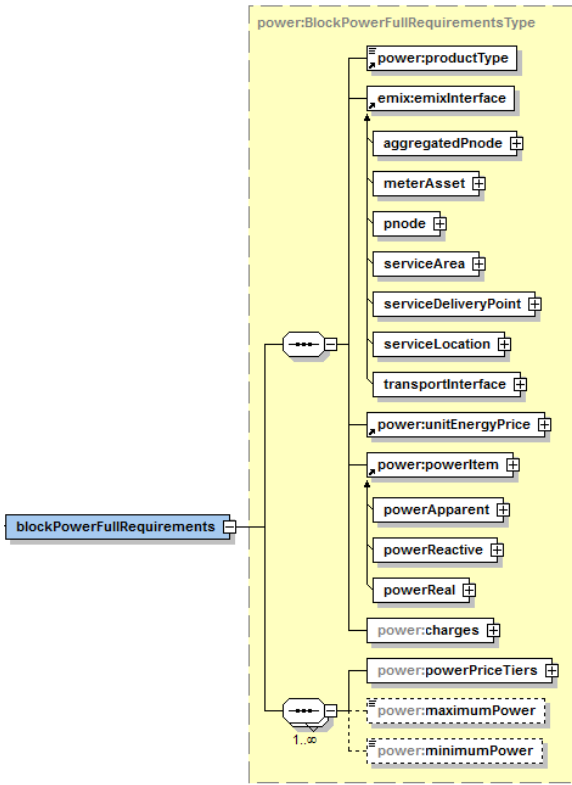 power:BlockPowerFullRequirementsType
power:productType
emix:emixInterface
aggregatedPnode
meterAsset
pnode
serviceArea
serviceDeliveryPoint
serviceLocation
transportInterface
power:unitEnergyPrice
power:powerItem
powerApparent
powerReactive
powerReal
power:charges
blockPowerFullRequirements
power:powerPriceTiers
power:maximumPower
power:minimumPower
1..∞